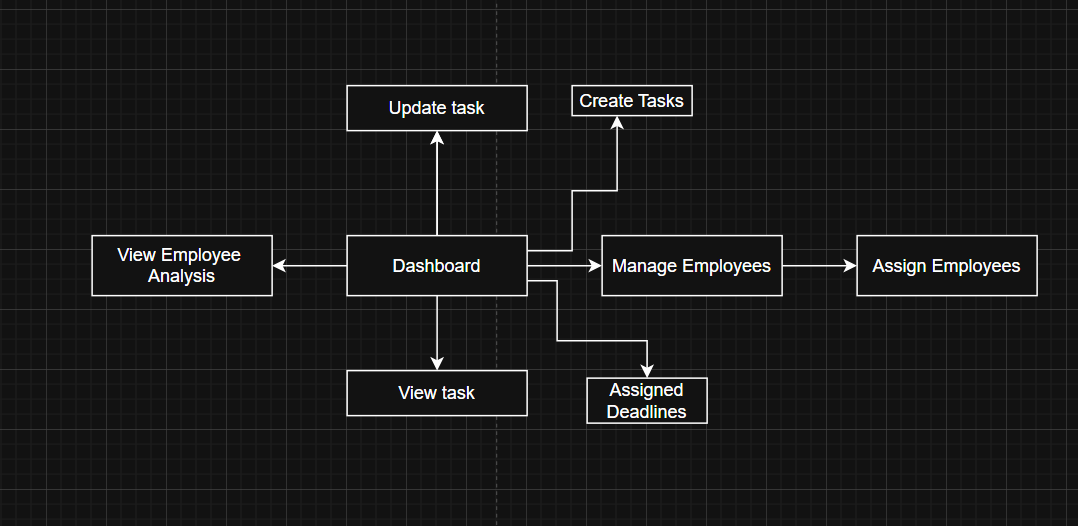 Update task
Create Tasks
View Employee
Analysis
Dashboard
Manage Employees
Assign Employees
View task
Assigned
Deadlines